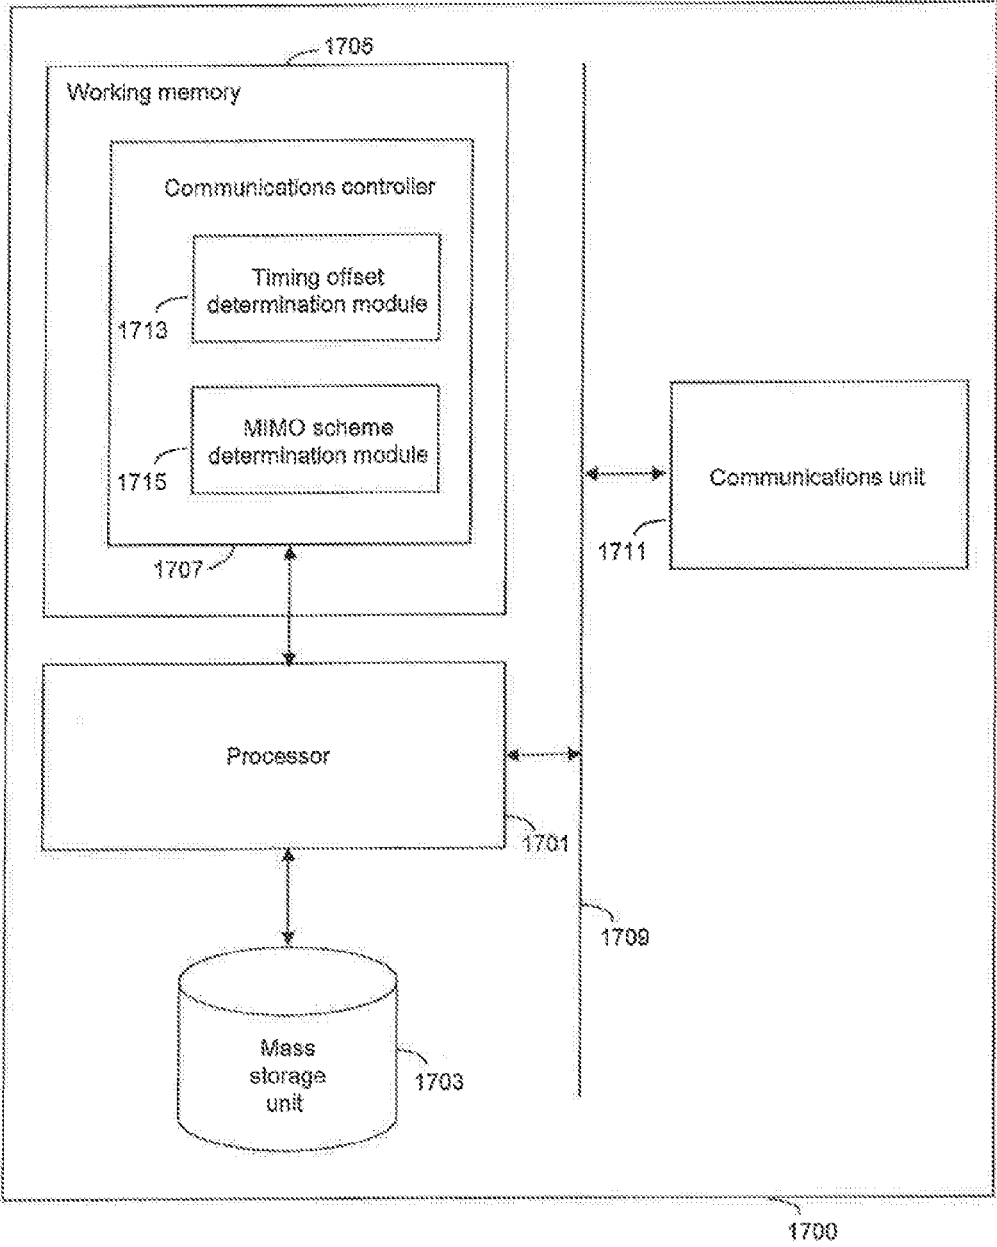 1706
Working memory
Communications controller
Timing offset
determination module
1713
MIMO scheme
determination module
1715
1707
Communications unit
1711
Processor
1701
1709
Mass
storage
unit
1703
1700